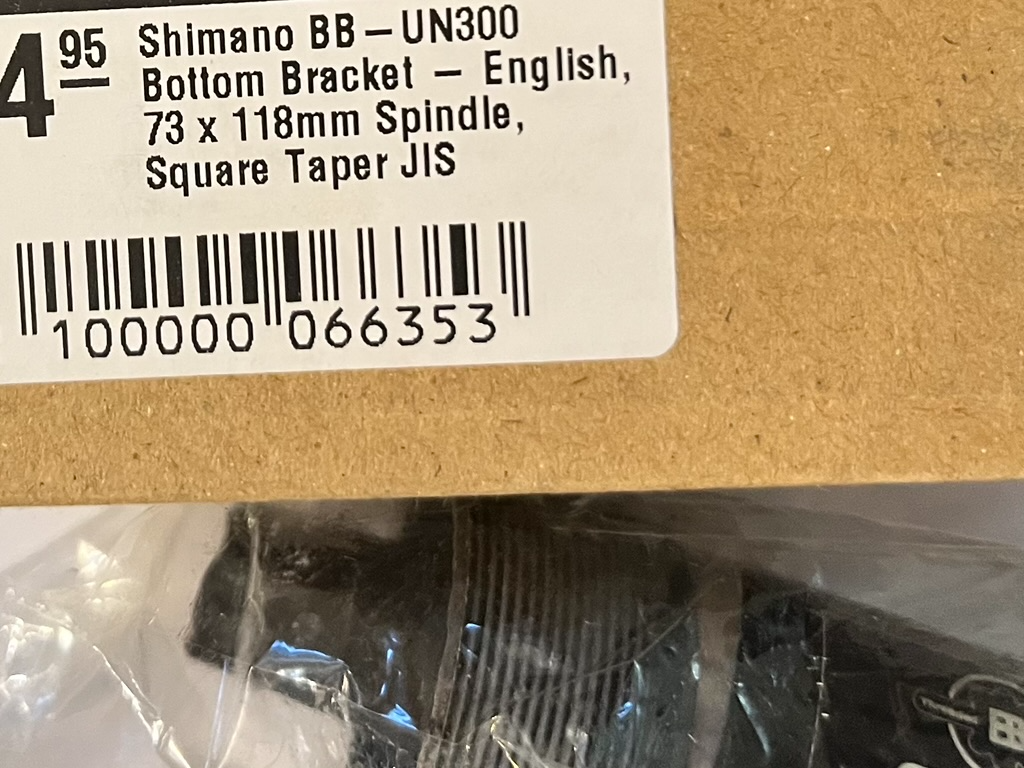 4 95
Shimano BB-UN300
Bottom Bracket - English,
73 x 118mm Spindle,
Square Taper JIS
100000 066353